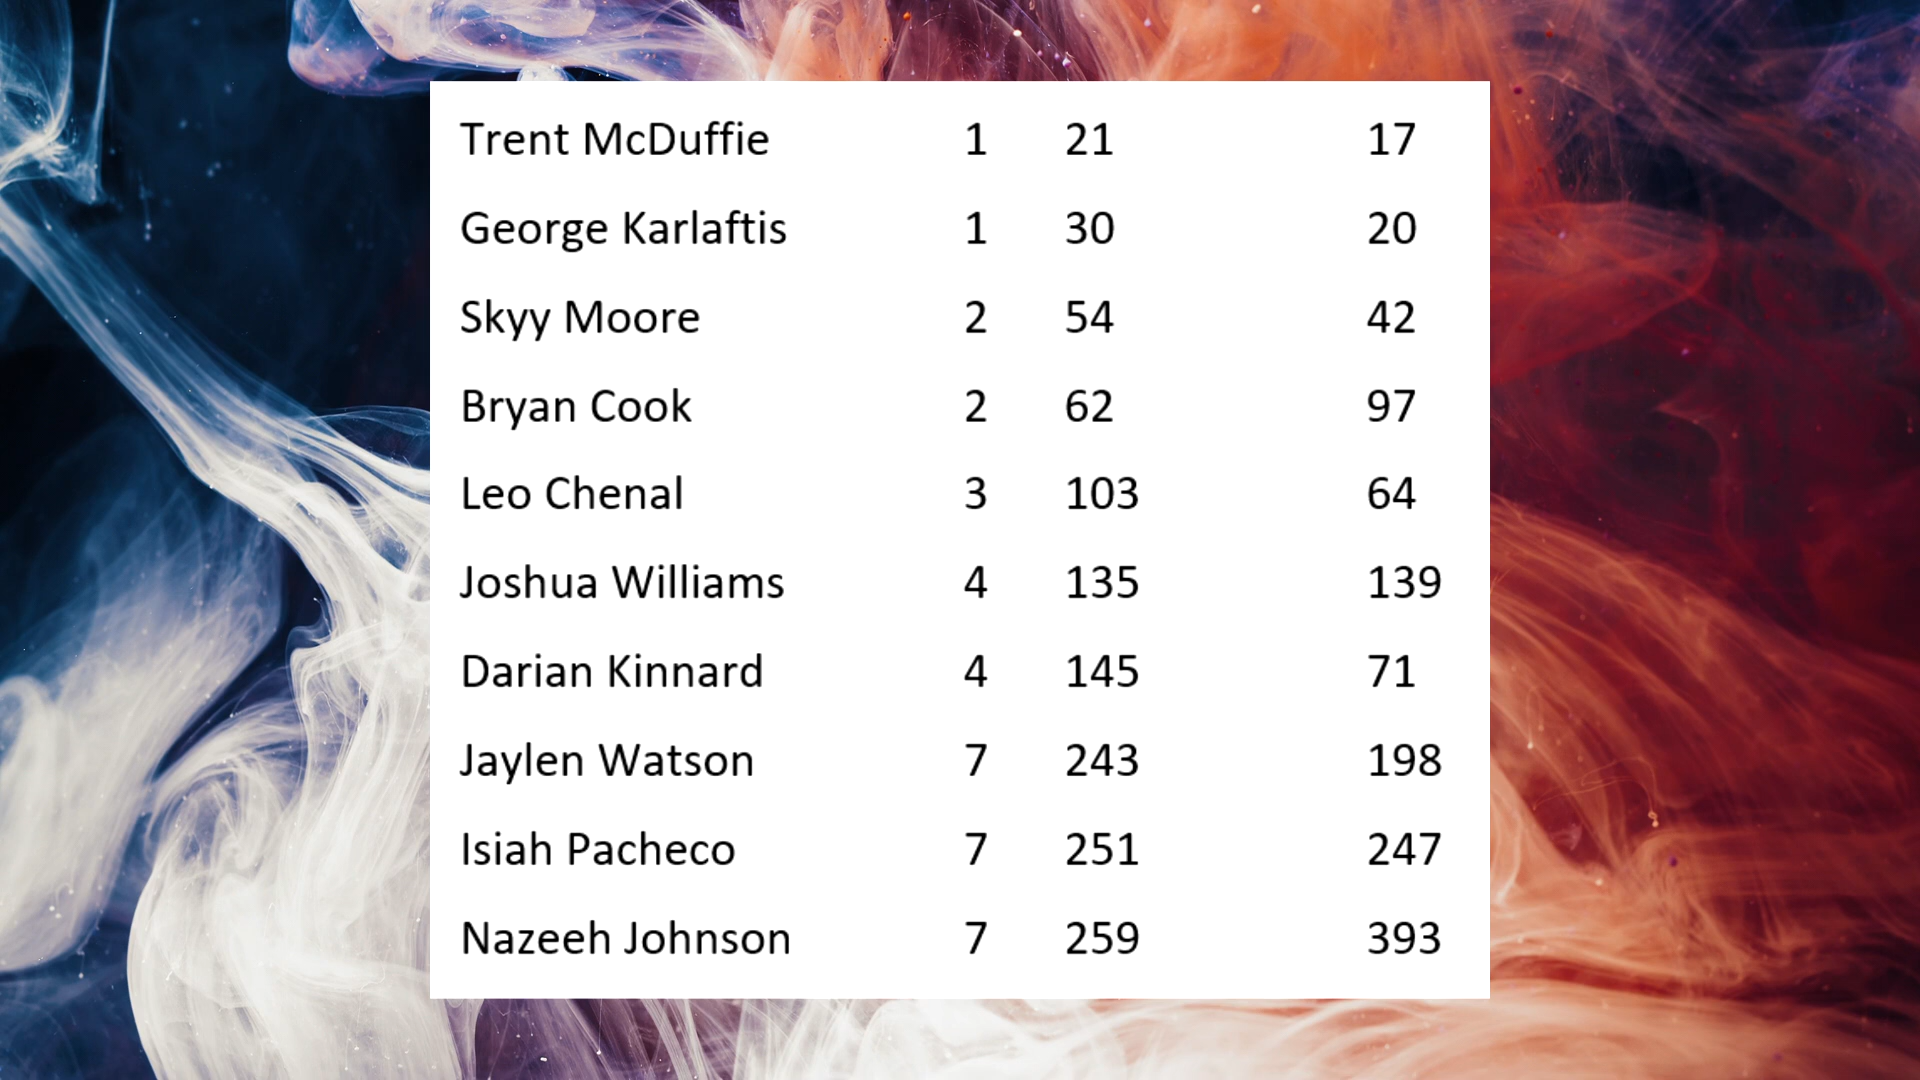 Trent McDuffie 1 21 17
George Karlaftis 1 30 20
Skyy Moore 2 54 42
Bryan Cook 2 62 97
Leo Chenal 3 103 64
Joshua Williams 4 135 139
Darian Kinnard 4 145 71
Jaylen Watson 7 243 198
Isiah Pacheco 7 251 247
Nazeeh Johnson 7 259 393